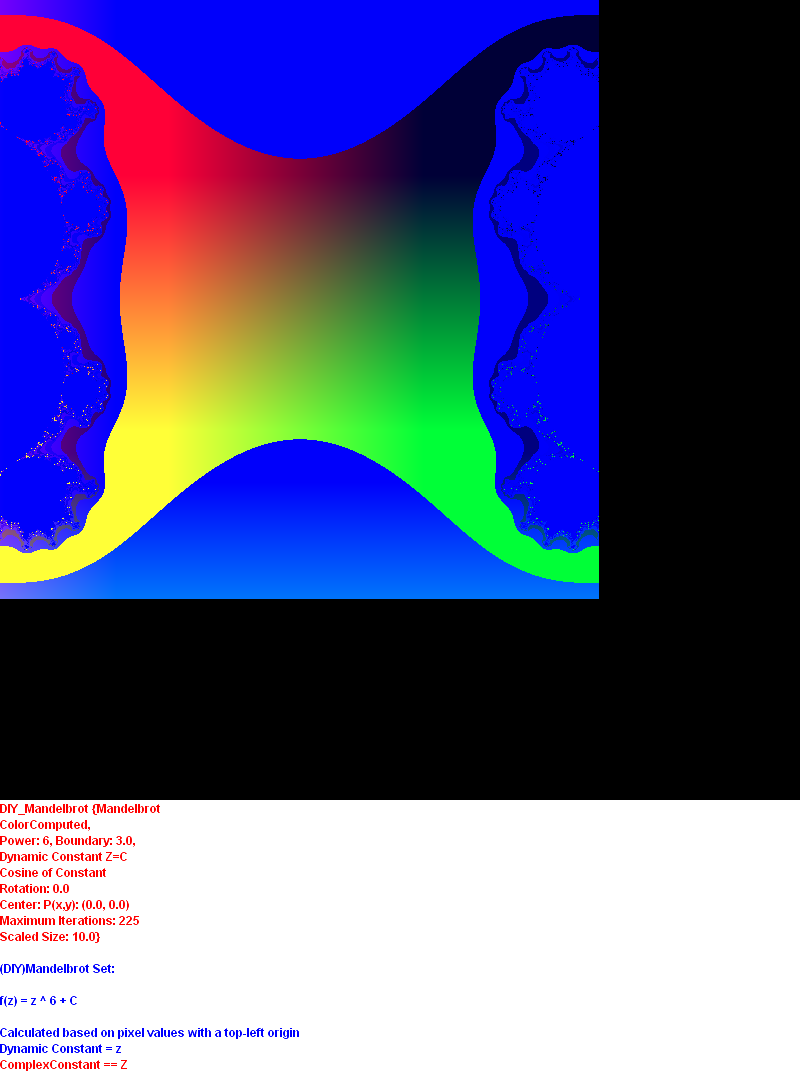 DIY_Mandelbrot {Mandelbrot
ColorComputed,
Power: 6, Boundary: 3.0,
Dynamic Constant Z=C
Cosine of Constant
Rotation: 0.0
Center: P(x,y): (0.0, 0.0)
Maximum Iterations: 225
Scaled Size: 10.0}
(DIY)Mandelbrot Set:
f(z) = z ^ 6 + C
Calculated based on pixel values with a top-left origin
Dynamic Constant = z
ComplexConstant == Z